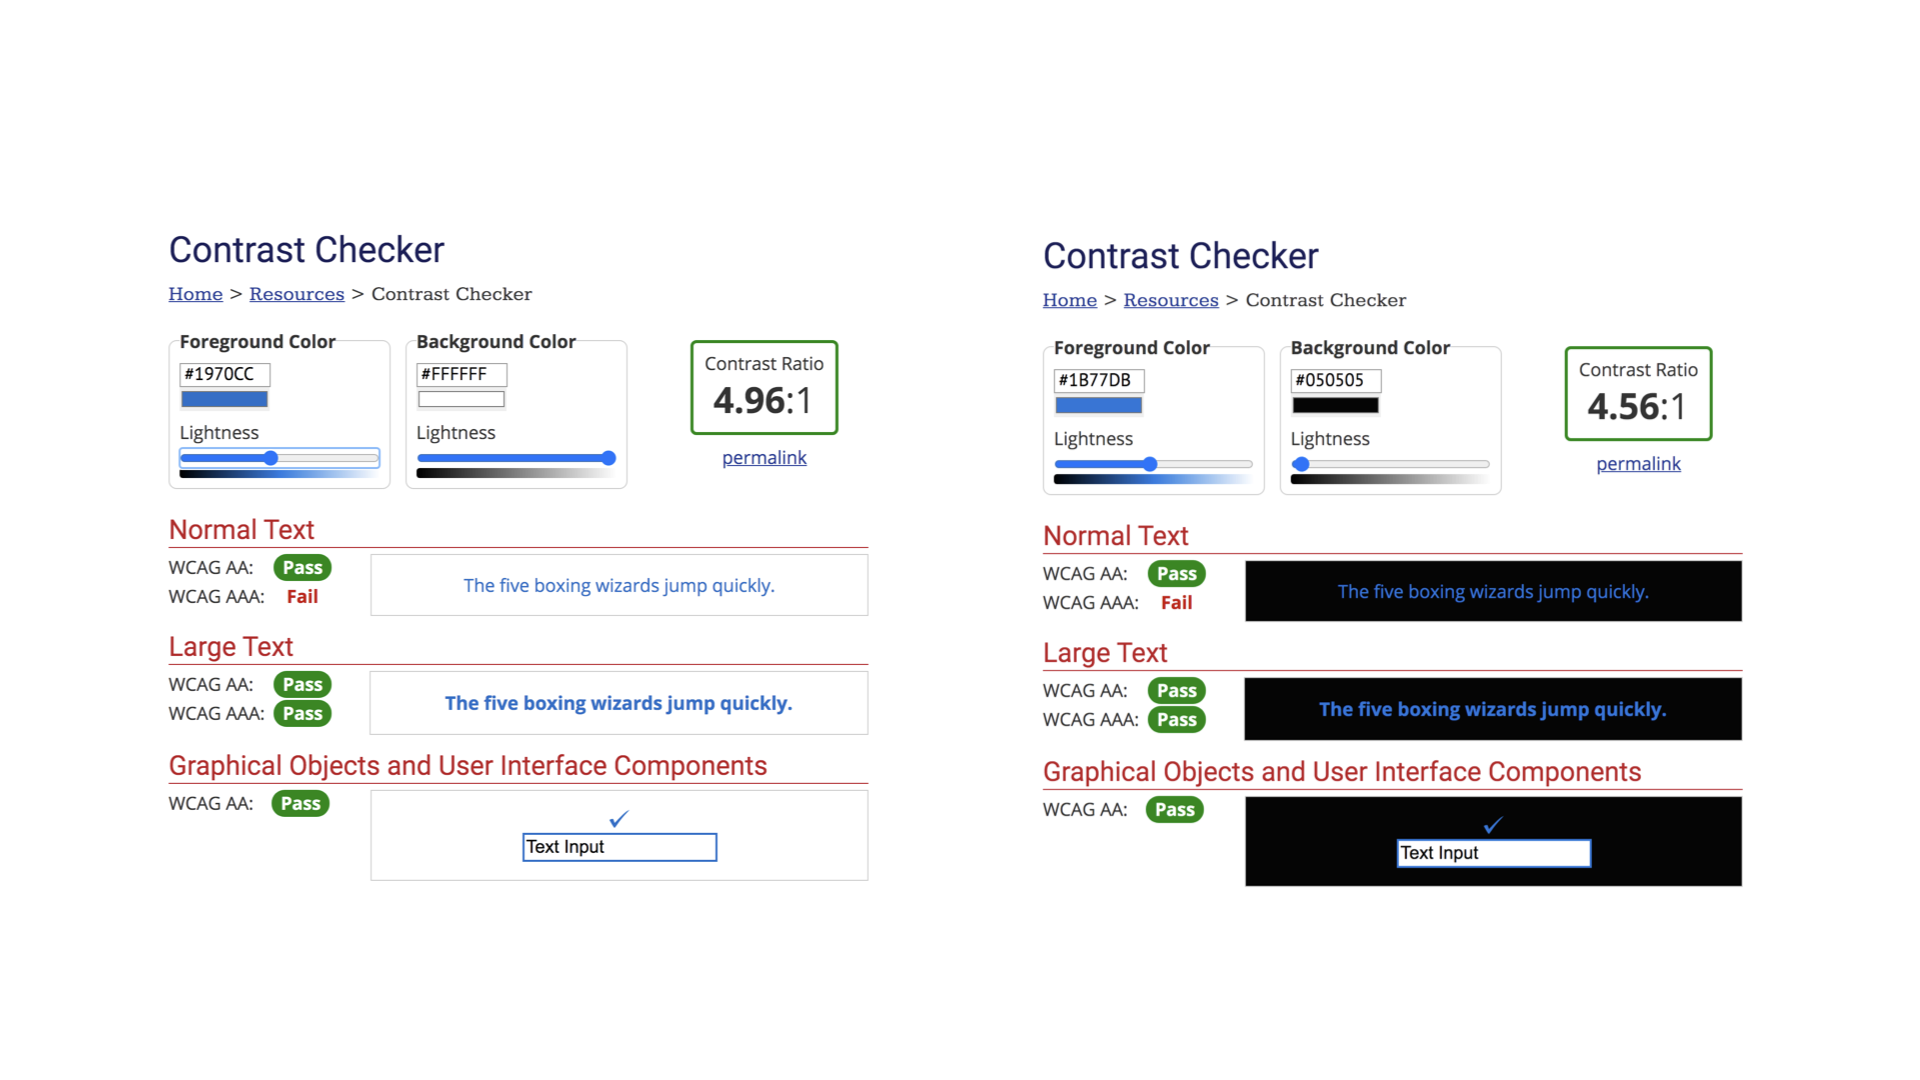 Contrast Checker
Home > Resources > Contrast Checker
Foreground Color
#1970CC
Lightness
Background Color
#FFFFFF
Lightness
Contrast Ratio
4.96:1
permalink
Normal Text
WCAG AA: Pass
WCAG AAA: Fail
The five boxing wizards jump quickly.
Large Text
WCAG AA: Pass
WCAG AAA: Pass
The five boxing wizards jump quickly.
Graphical Objects and User Interface Components
WCAG AA: Pass
✓
Text Input
Contrast Checker
Home > Resources > Contrast Checker
Foreground Color
#1B77DB
Lightness
Background Color
#050505
Lightness
Contrast Ratio
4.56:1
permalink
Normal Text
WCAG AA: Pass
WCAG AAA: Fail
The five boxing wizards jump quickly.
Large Text
WCAG AA: Pass
WCAG AAA: Pass
The five boxing wizards jump quickly.
Graphical Objects and User Interface Components
WCAG AA: Pass
✓
Text Input